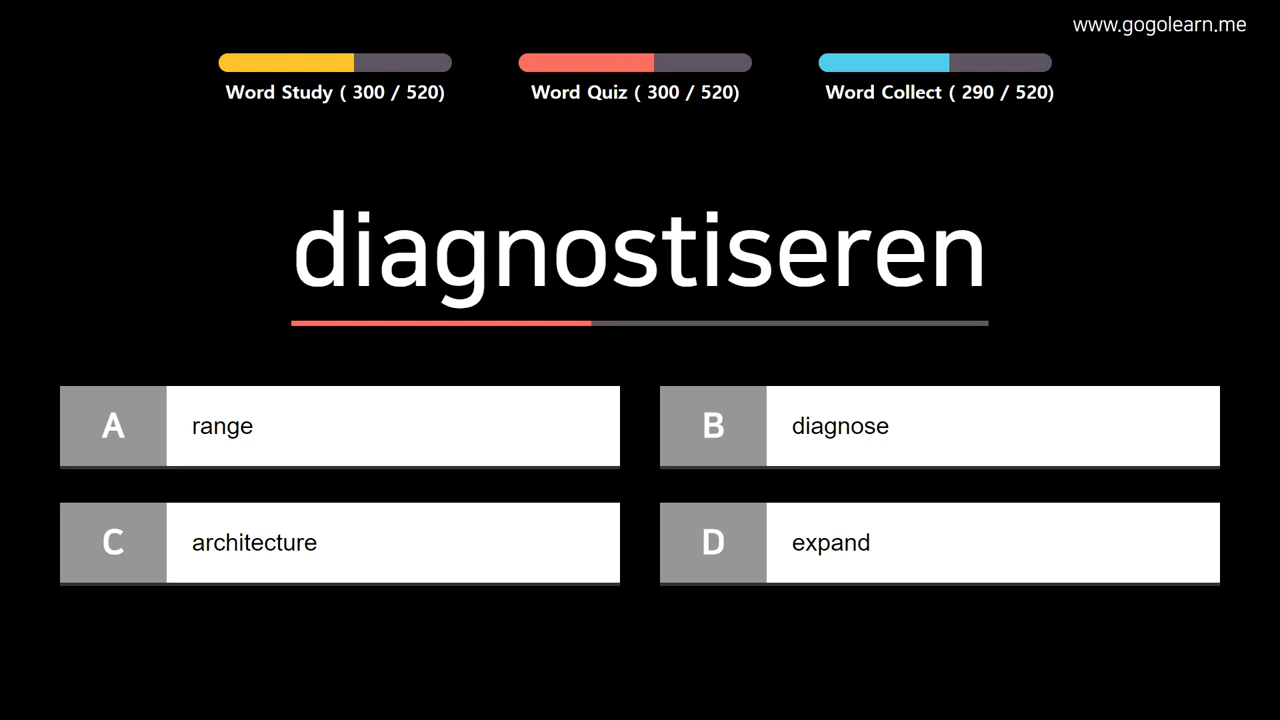 www.gogolearn.me
Word Study ( 300 / 520)
Word Quiz ( 300 / 520)
Word Collect ( 290 / 520)
diagnostiseren
A range
B diagnose
C architecture
D expand